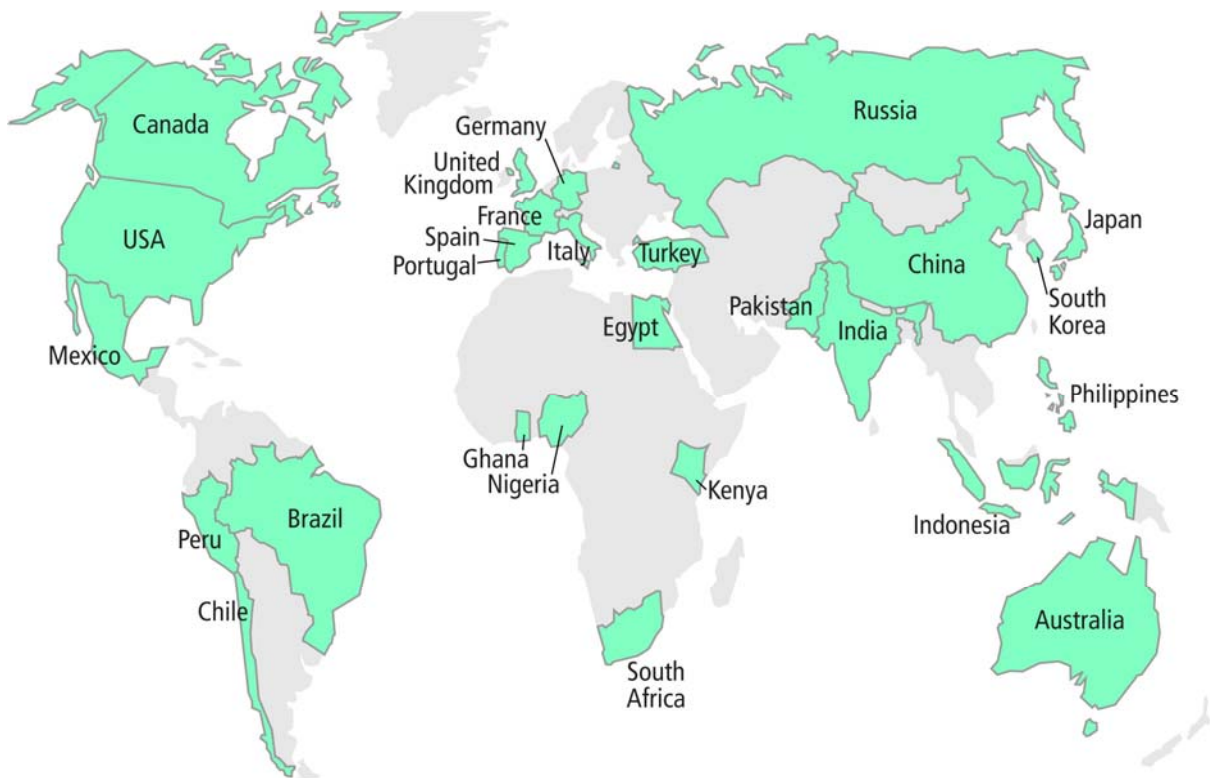 Canada
Russia
Germany
United
Kingdom
USA
France
Spain
Portugal
Italy
Turkey
Japan
China
South
Korea
Egypt
Pakistan
India
Mexico
Philippines
Ghana
Nigeria
Kenya
Brazil
Peru
Indonesia
Chile
Australia
South
Africa